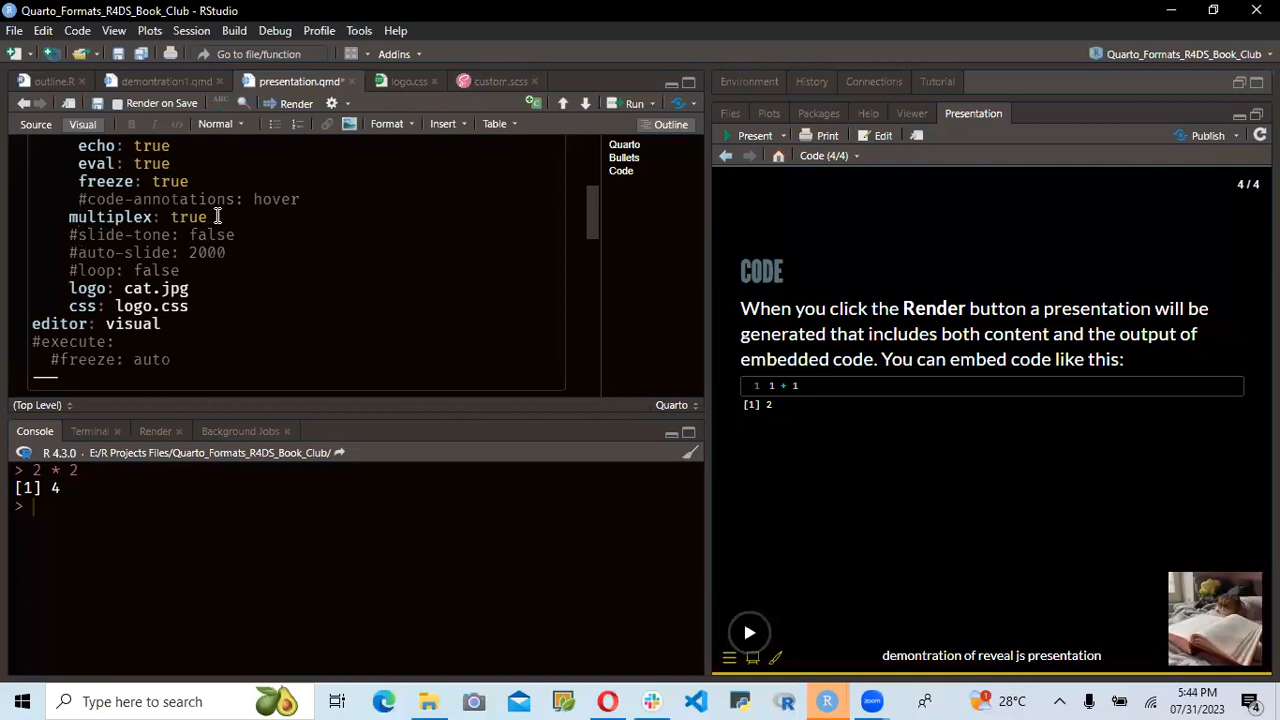 Quarto_Formats_R4DS_Book_Club - RStudio
File Edit Code View Plots Session Build Debug Profile Tools Help
Go to file/function Addins Quarto_Formats_R4DS_Book_Club
outline.R demontration1.qmd presentation.qmd* logo.css custom.scss
Environment History Connections Tutorial
Render on Save ABC Render Run
Files Plots Packages Help Viewer Presentation
Source Visual B I </> Normal Format Insert Table Outline
Present Print Edit Publish
Code (4/4)
echo: true
eval: true
freeze: true
#code-annotations: hover
multiplex: true
#slide-tone: false
#auto-slide: 2000
#loop: false
logo: cat.jpg
css: logo.css
editor: visual
#execute:
#freeze: auto
Quarto
Bullets
Code
(Top Level) Quarto
Console Terminal Render Background Jobs
R 4.3.0 . E:/R Projects Files/Quarto_Formats_R4DS_Book_Club/
> 2 * 2
[1] 4
>
4 / 4
CODE
When you click the Render button a presentation will be
generated that includes both content and the output of
embedded code. You can embed code like this:
1 1 + 1
[1] 2
demontration of reveal js presentation
Type here to search
zoom
28°C
5:44 PM
07/31/2023
4